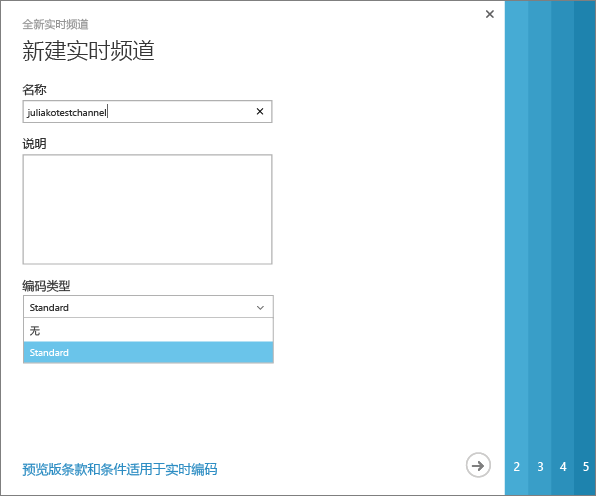 全新实时频道
新建实时频道
名称
juliakotestchannel
说明
编码类型
Standard
无
Standard
预览版条款和条件适用于实时编码
2 3 4 5